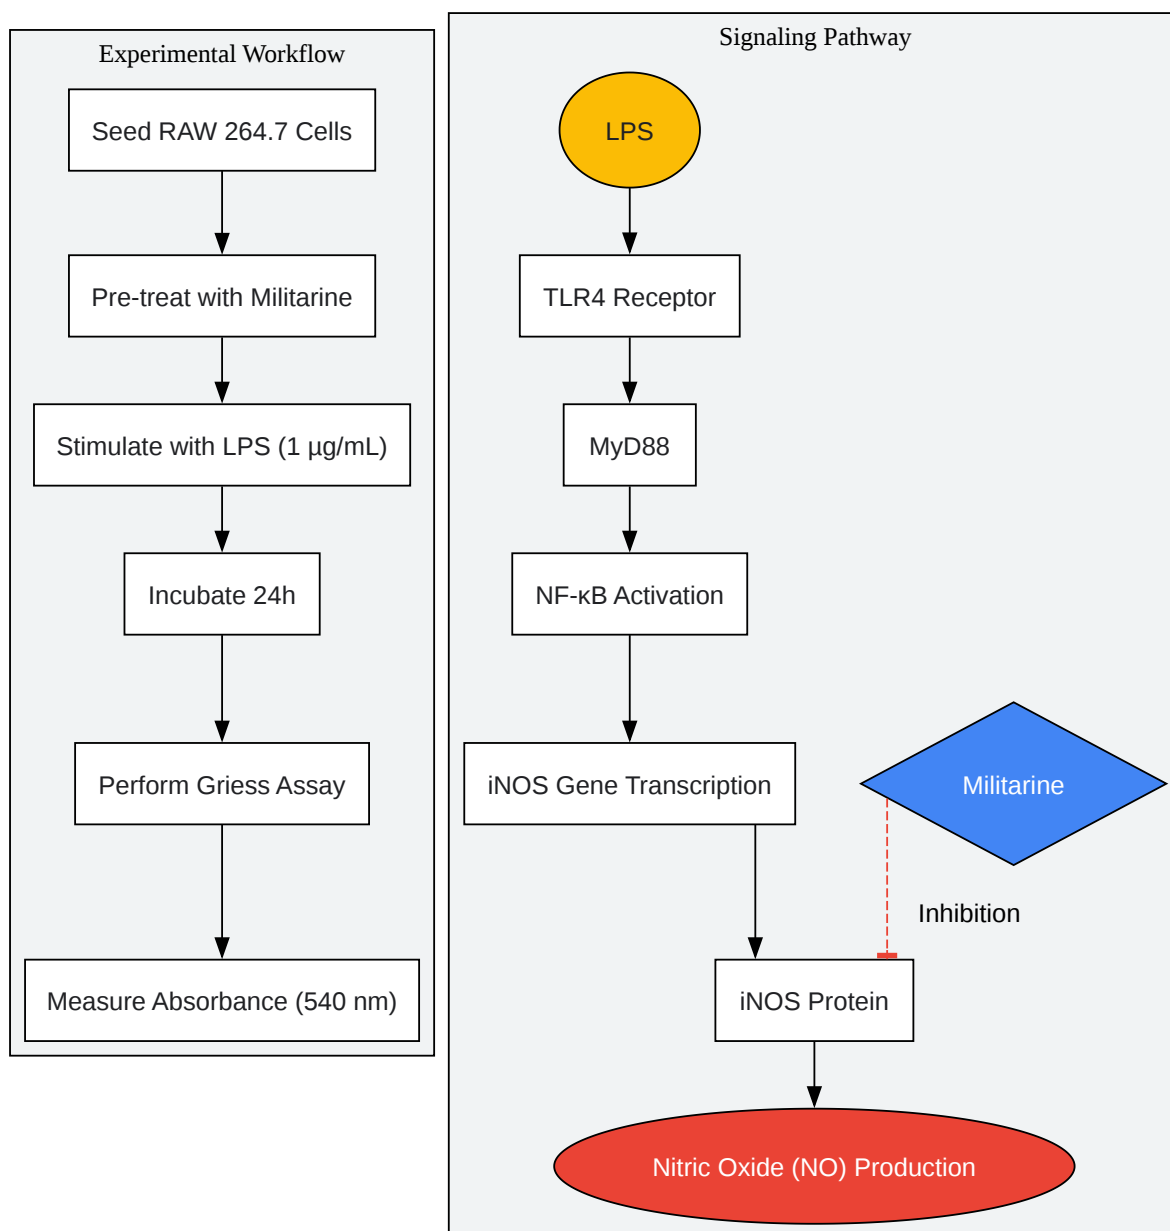 Experimental Workflow
Seed RAW 264.7 Cells
Pre-treat with Militarine
Stimulate with LPS (1 µg/mL)
Incubate 24h
Perform Griess Assay
Measure Absorbance (540 nm)
Signaling Pathway
LPS
TLR4 Receptor
MyD88
NF-κB Activation
iNOS Gene Transcription
Militarine
Inhibition
iNOS Protein
Nitric Oxide (NO) Production